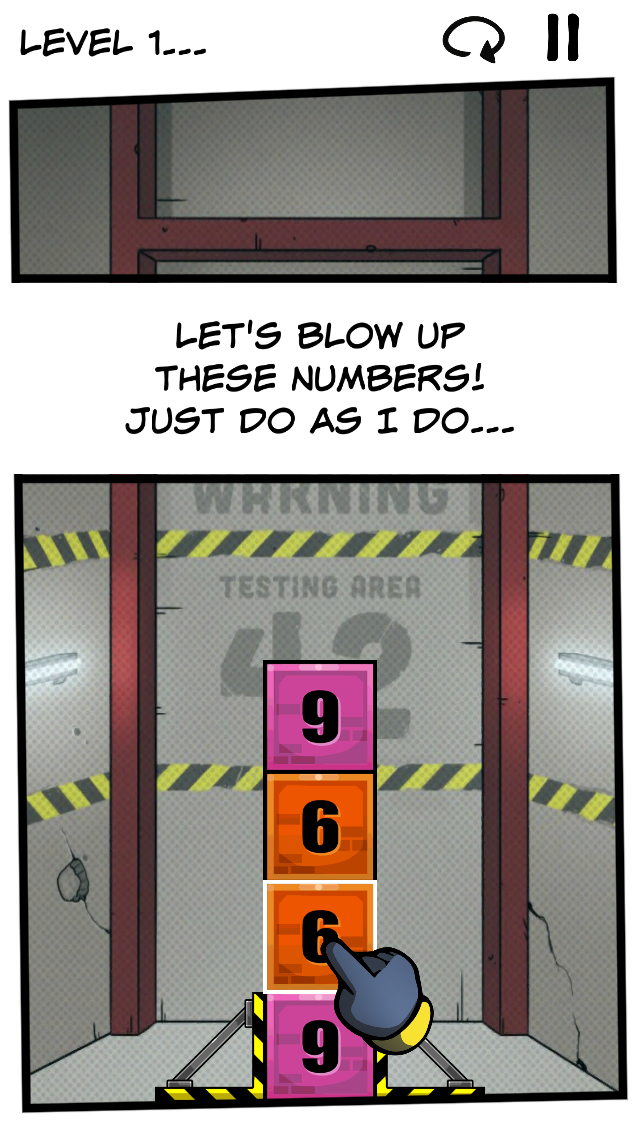 LEVEL 1...
LET'S BLOW UP
THESE NUMBERS!
JUST DO AS I DO...
WARNING
TESTING AREA
42
9
6
6
9